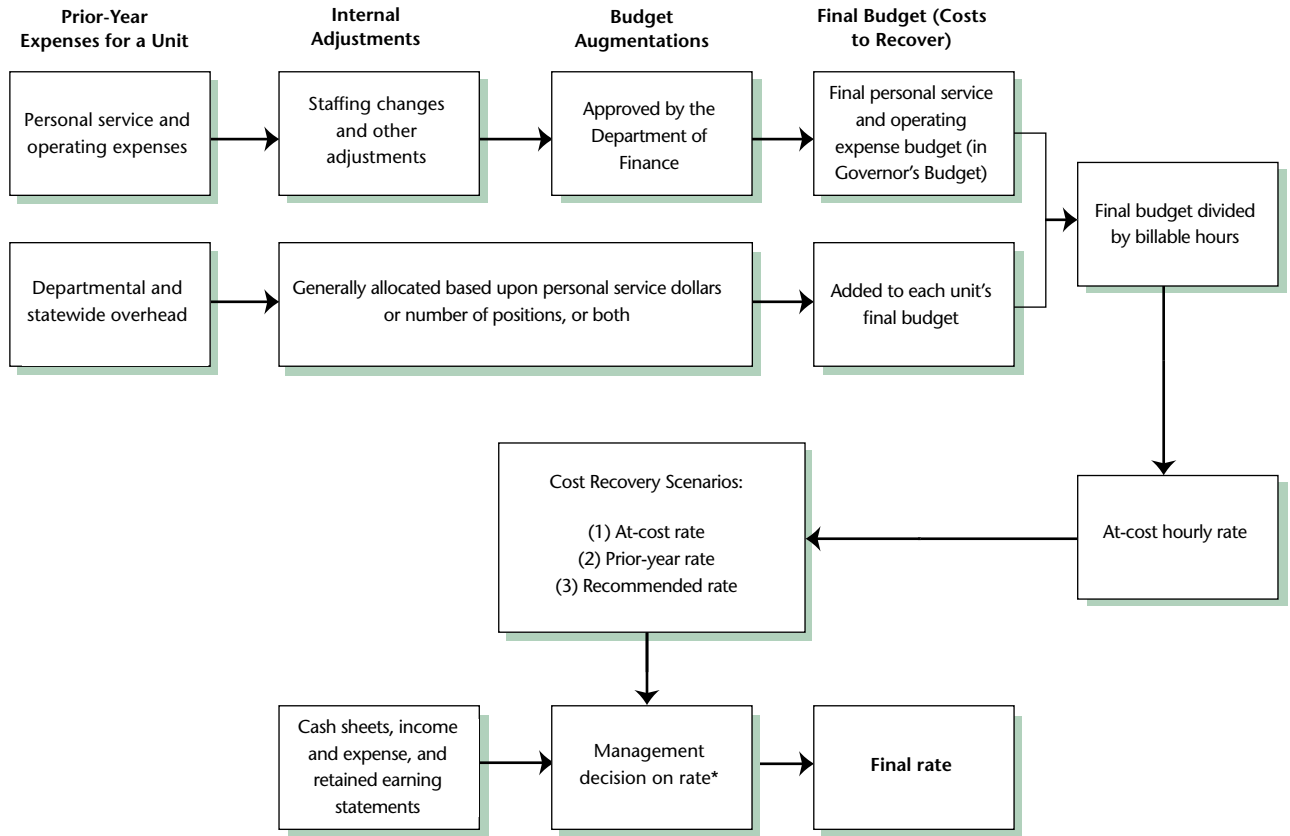 Prior-Year
Expenses for a Unit
Internal
Adjustments
Budget
Augmentations
Final Budget (Costs
to Recover)
Personal service and
operating expenses
Staffing changes
and other
adjustments
Approved by the
Department of
Finance
Final personal service
and operating
expense budget (in
Governor’s Budget)
Final budget divided
by billable hours
Departmental and
statewide overhead
Generally allocated based upon personal service dollars
or number of positions, or both
Added to each unit’s
final budget
Cost Recovery Scenarios:
(1) At-cost rate
(2) Prior-year rate
(3) Recommended rate
At-cost hourly rate
Cash sheets, income
and expense, and
retained earning
statements
Management
decision on rate*
Final rate